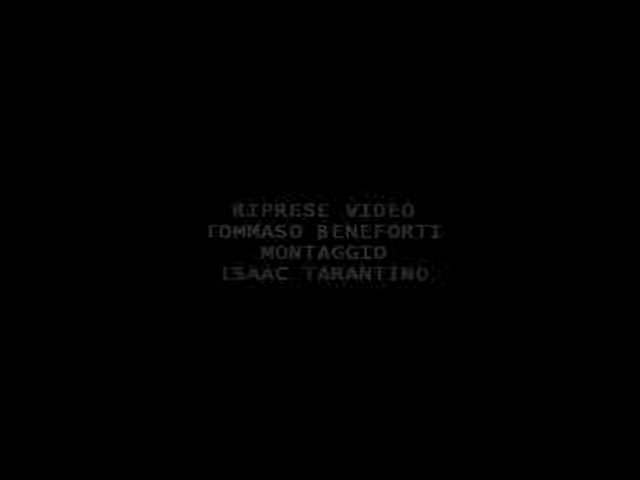 RIPRESE VIDEO
TOMMASO BENEFORTI
MONTAGGIO
ISAAC TARANTINO